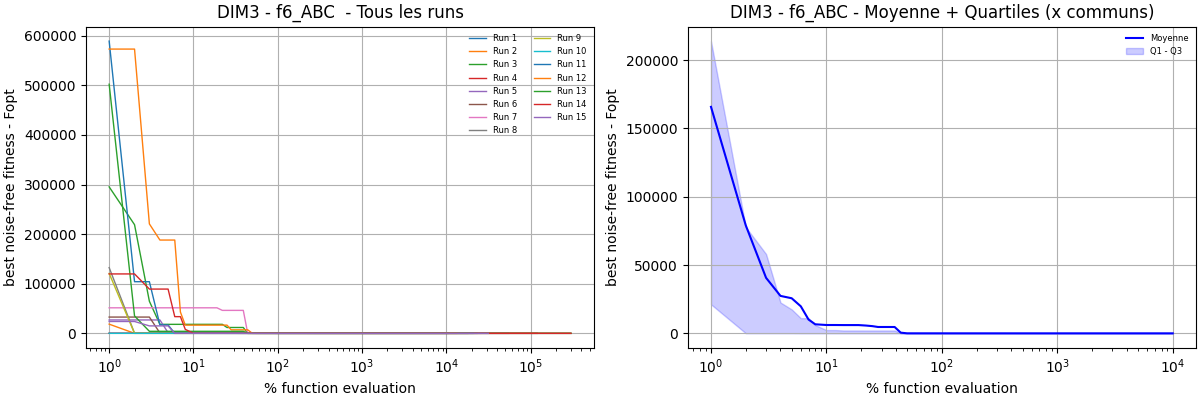 DIM3 - f6_ABC  - Tous les runs
best noise-free fitness - Fopt
600000
500000
400000
300000
200000
100000
0
Run 1
Run 2
Run 3
Run 4
Run 5
Run 6
Run 7
Run 8
Run 9
Run 10
Run 11
Run 12
Run 13
Run 14
Run 15
10^0
10^1
10^2
10^3
10^4
10^5
% function evaluation
DIM3 - f6_ABC - Moyenne + Quartiles (x communs)
best noise-free fitness - Fopt
200000
150000
100000
50000
0
Moyenne
Q1 - Q3
10^0
10^1
10^2
10^3
10^4
% function evaluation